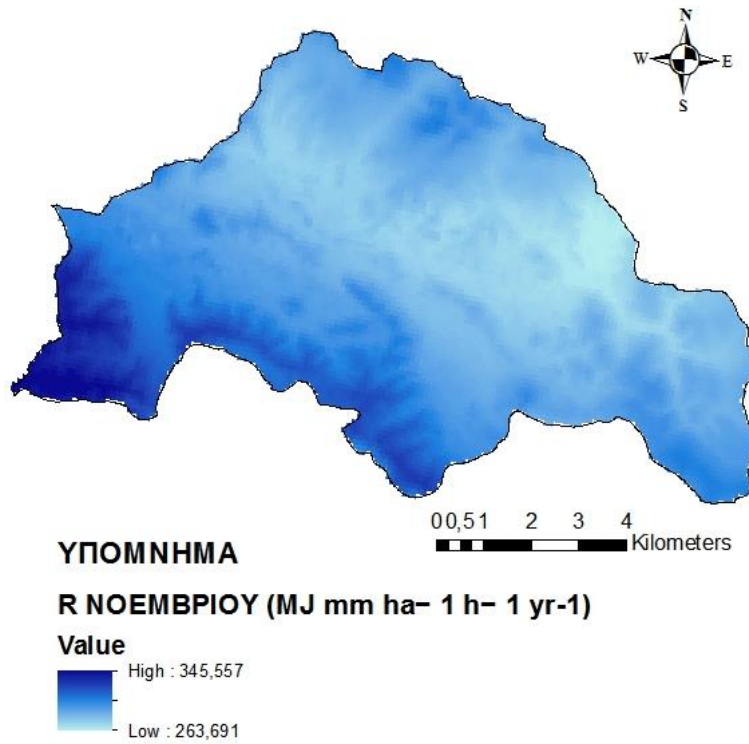 N
W E
S
0 0,5 1 2 3 4
Kilometers
ΥΠΟΜΝΗΜΑ
R ΝΟΕΜΒΡΙΟΥ (MJ mm ha− 1 h− 1 yr-1)
Value
High : 345,557
Low : 263,691